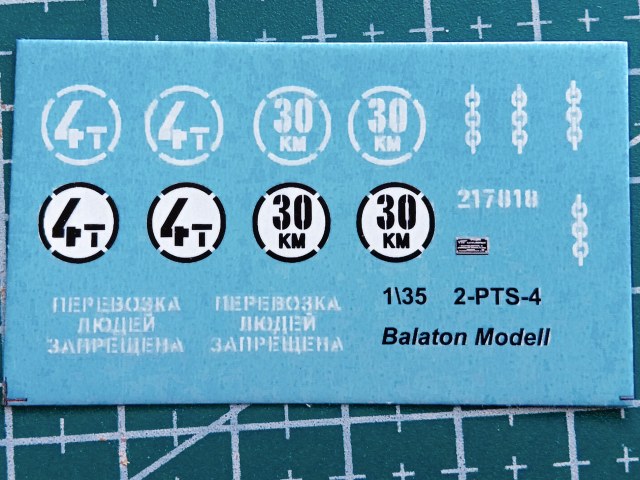 4Т 4Т 30 КМ 30 КМ
4Т 4Т 30 КМ 30 КМ
217818
ПЕРЕВОЗКА ЛЮДЕЙ ЗАПРЕЩЕНА
ПЕРЕВОЗКА ЛЮДЕЙ ЗАПРЕЩЕНА
1\35 2-PTS-4
Balaton Modell